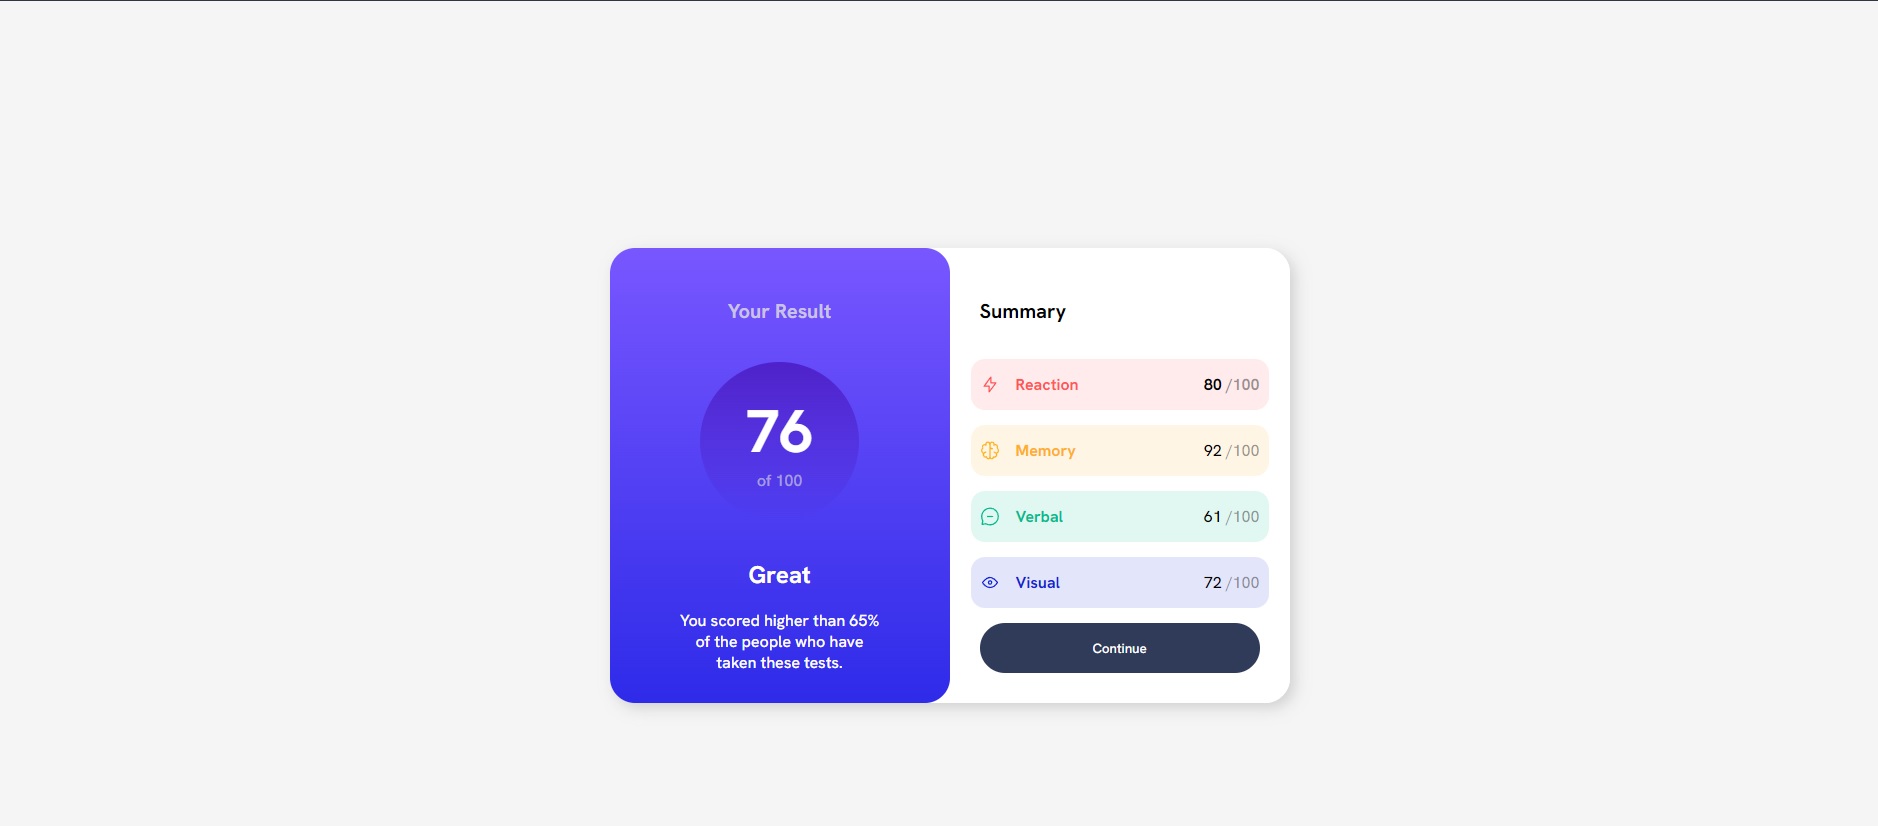 Your Result
76
of 100
Great
You scored higher than 65%
of the people who have
taken these tests.
Summary
Reaction 80 /100
Memory 92 /100
Verbal 61 /100
Visual 72 /100
Continue